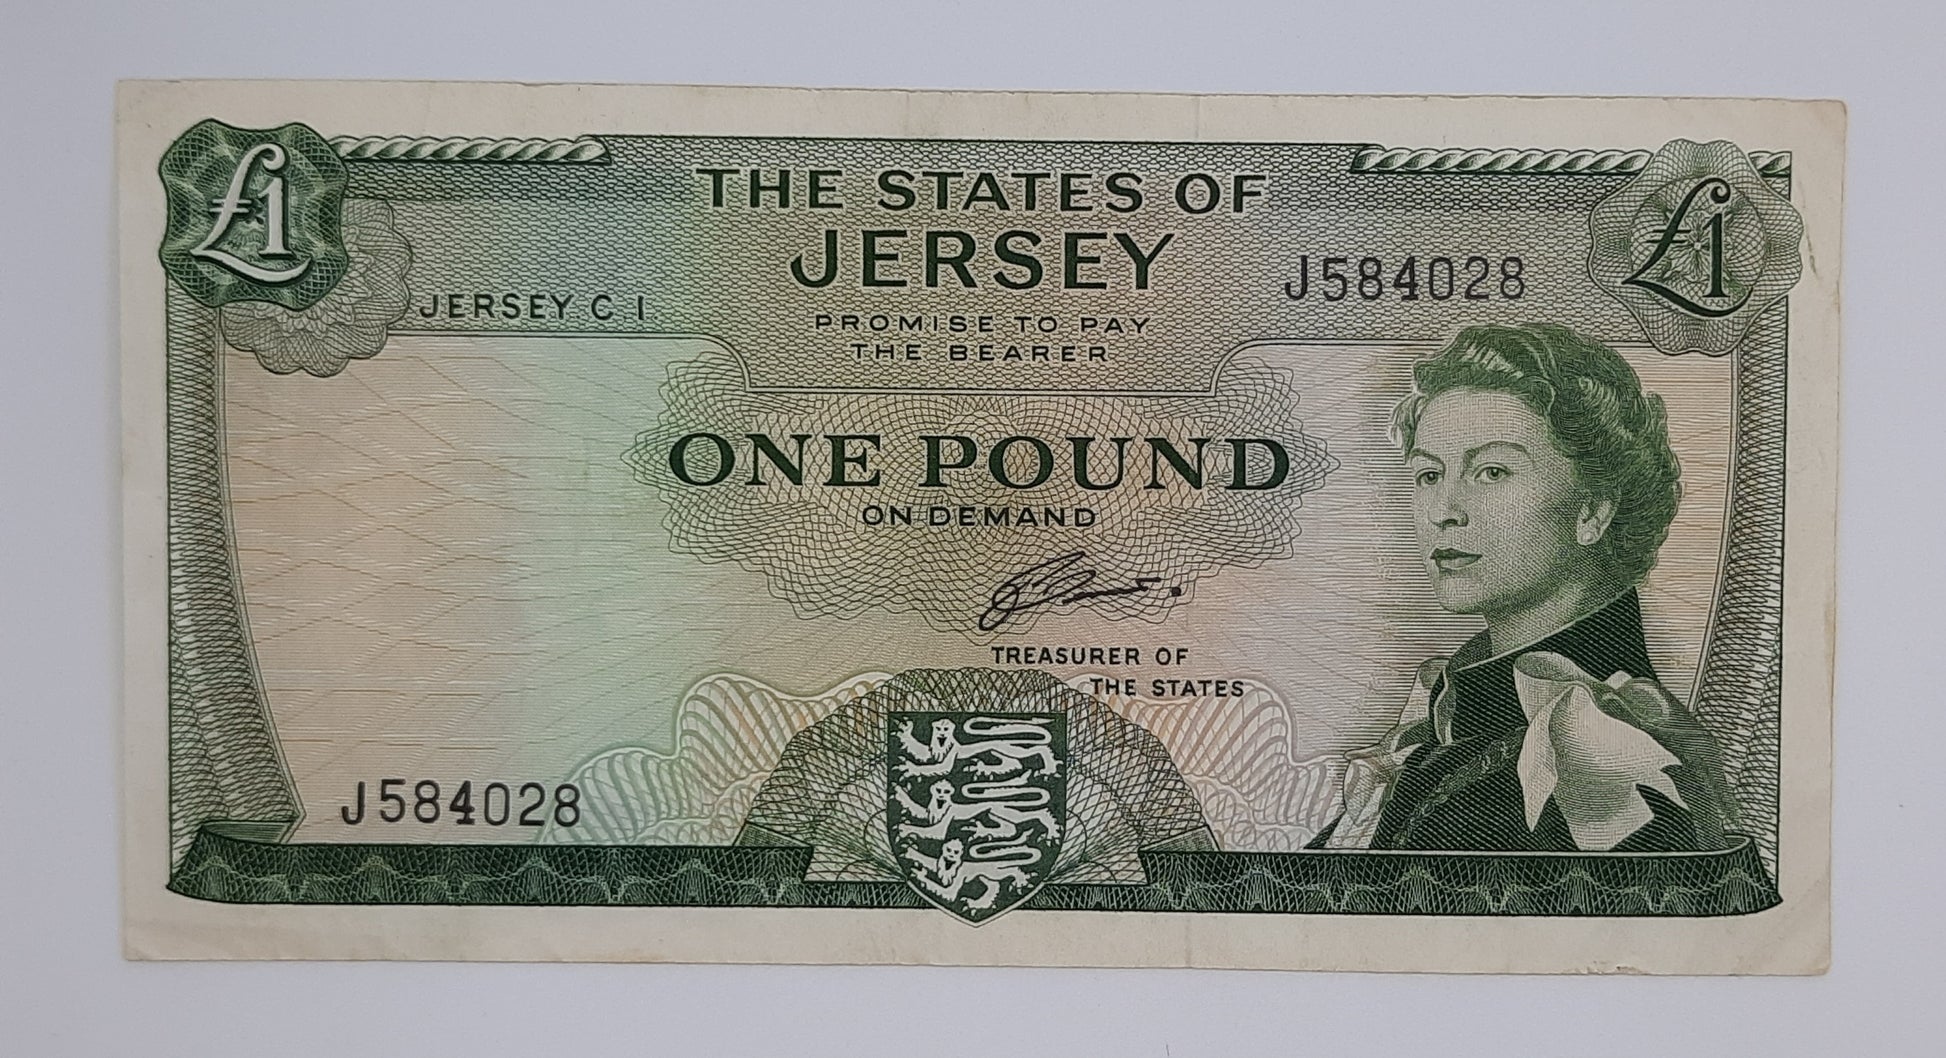 £1
£1
THE STATES OF
JERSEY
J584028
JERSEY. C I.
PROMISE TO PAY
THE BEARER
ONE POUND
ON DEMAND
TREASURER OF
THE STATES
J584028